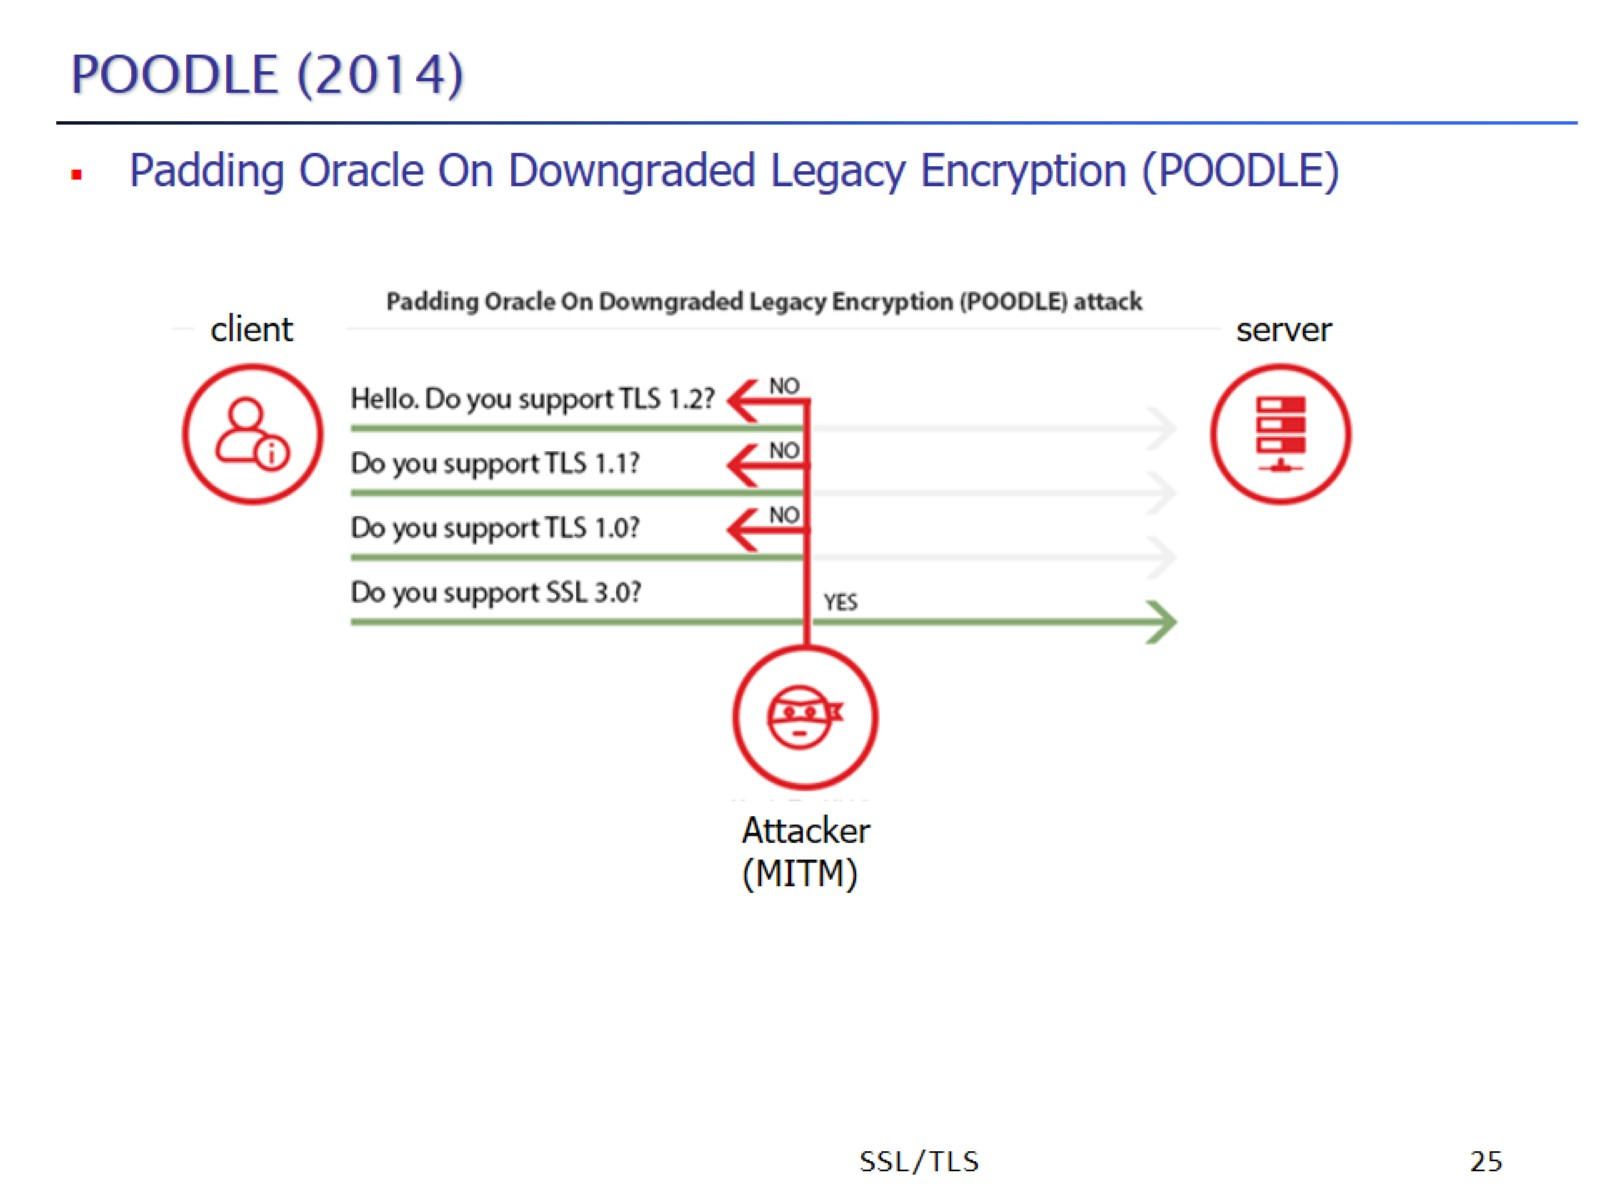 POODLE (2014)
Padding Oracle On Downgraded Legacy Encryption (POODLE)
Padding Oracle On Downgraded Legacy Encryption (POODLE) attack
client
server
Hello. Do you support TLS 1.2?
NO
Do you support TLS 1.1?
NO
Do you support TLS 1.0?
NO
Do you support SSL 3.0?
YES
Attacker
(MITM)
SSL/TLS
25